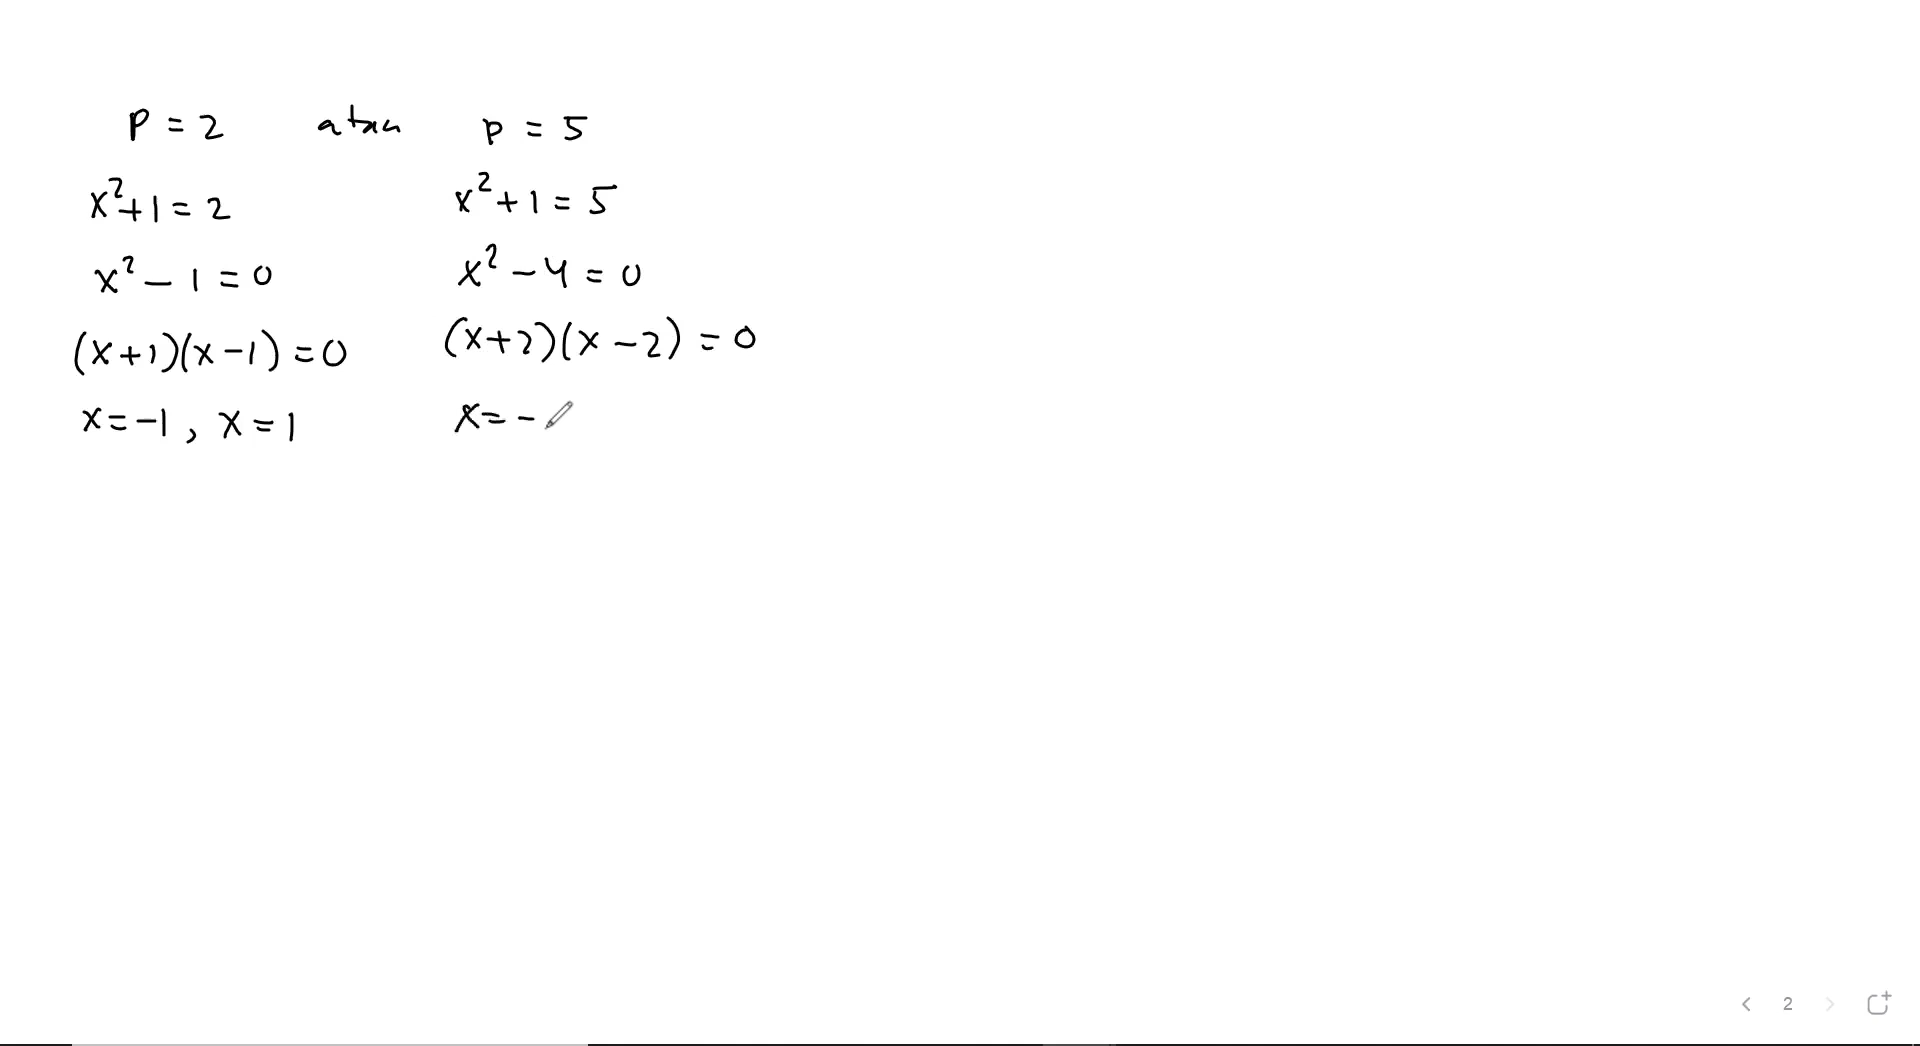 p = 2 atau p = 5
x²+1 = 2 x²+1 = 5
x² - 1 = 0 x² - 4 = 0
(x+1)(x-1) = 0 (x+2)(x-2) = 0
x = -1, x = 1 x = -
2